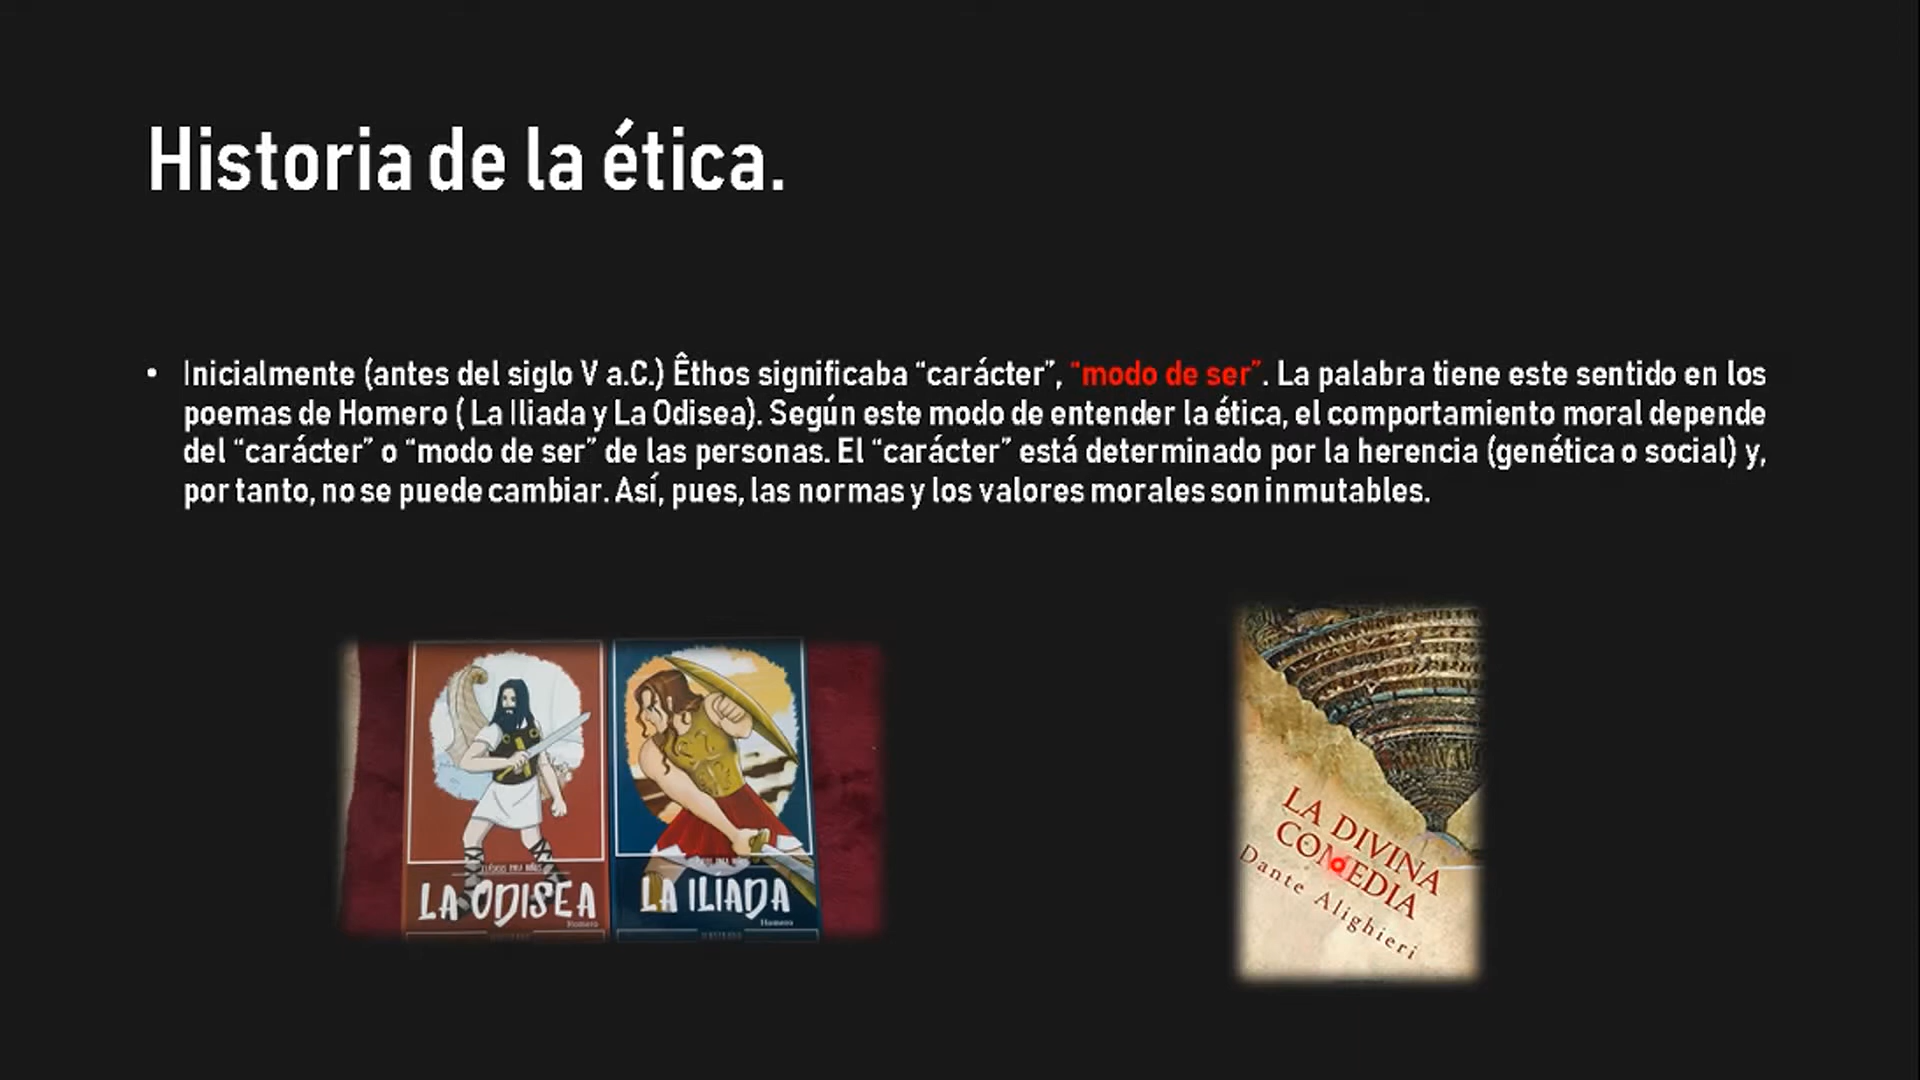 Historia de la ética.
• Inicialmente (antes del siglo V a.C.) Êthos significaba “carácter”, “modo de ser”. La palabra tiene este sentido en los
poemas de Homero ( La Iliada y La Odisea). Según este modo de entender la ética, el comportamiento moral depende
del “carácter” o “modo de ser” de las personas. El “carácter” está determinado por la herencia (genética o social) y,
por tanto, no se puede cambiar. Así, pues, las normas y los valores morales son inmutables.
LA ODISEA
Homero
LA ILÍADA
Homero
LA DIVINA
COMEDIA
Dante Alighieri